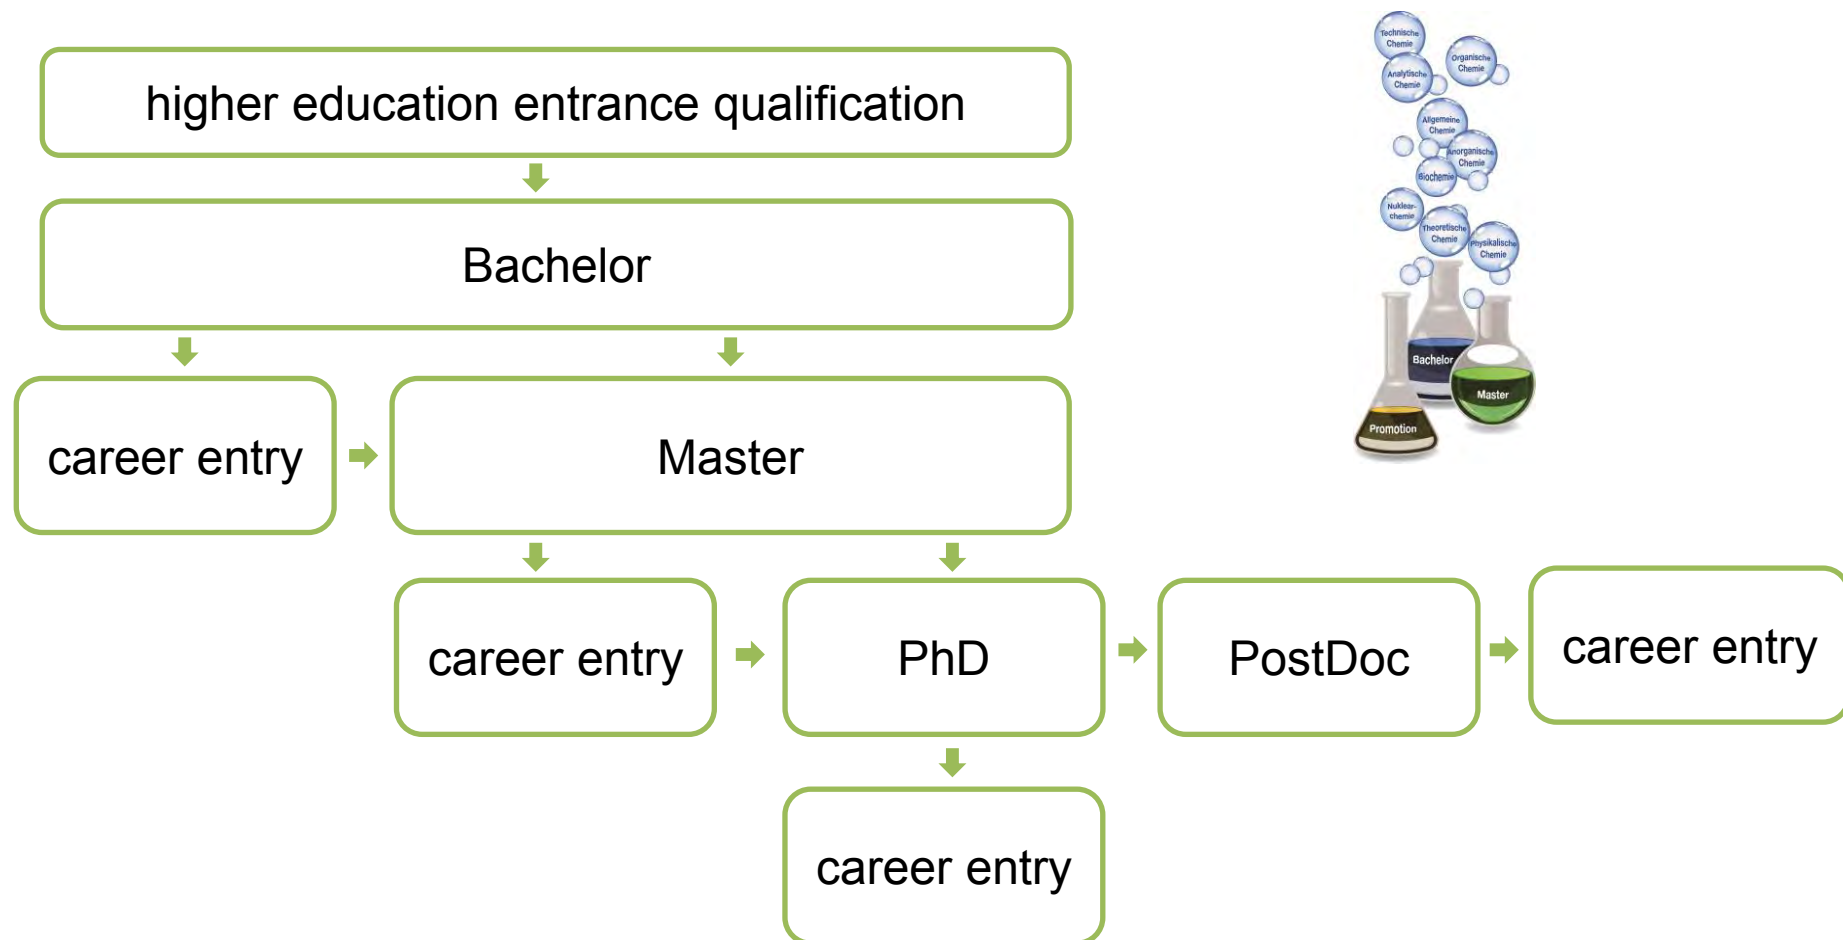 higher education entrance qualification
Bachelor
career entry
Master
career entry
PhD
PostDoc
career entry
career entry
Technische
Chemie
Organische
Chemie
Analytische
Chemie
Allgemeine
Chemie
Anorganische
Chemie
Biochemie
Nuklear-
chemie
Theoretische
Chemie
Physikalische
Chemie
Bachelor
Master
Promotion